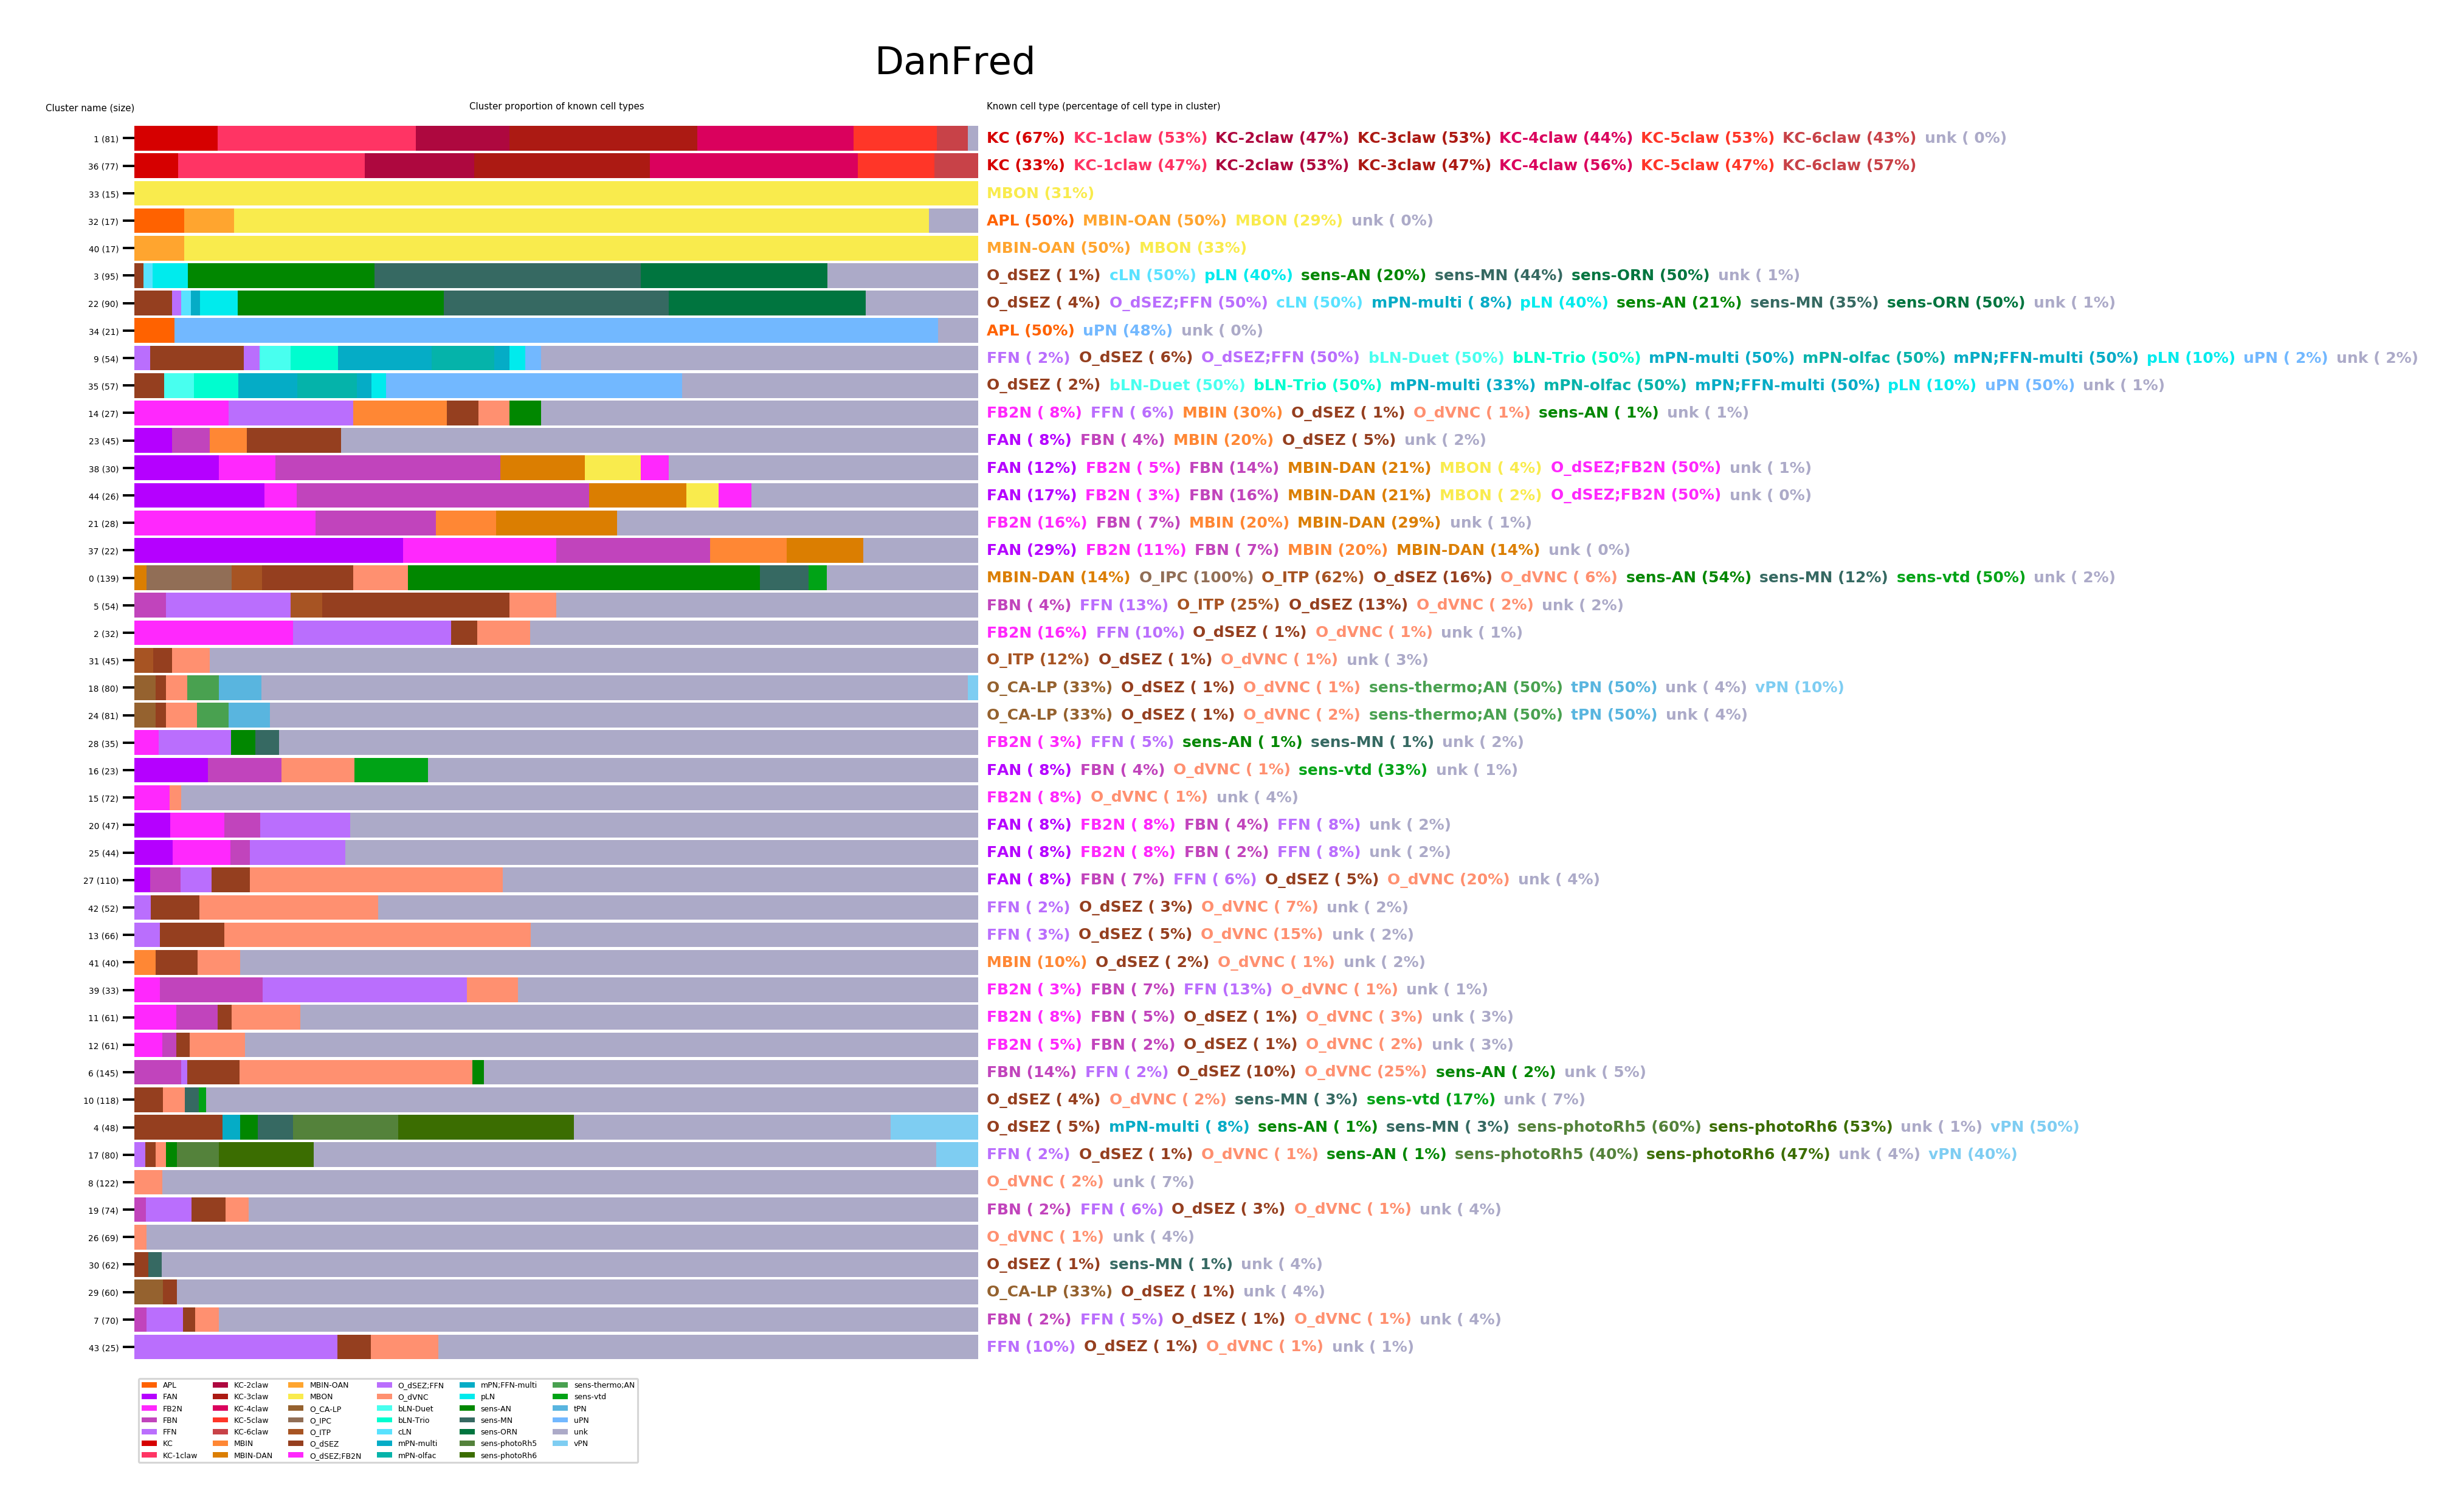 DanFred
Cluster name (size) Cluster proportion of known cell types Known cell type (percentage of cell type in cluster)
1 (81) KC (67%) KC-1claw (53%) KC-2claw (47%) KC-3claw (53%) KC-4claw (44%) KC-5claw (53%) KC-6claw (43%) unk ( 0%)
36 (77) KC (33%) KC-1claw (47%) KC-2claw (53%) KC-3claw (47%) KC-4claw (56%) KC-5claw (47%) KC-6claw (57%)
33 (15) MBON (31%)
32 (17) APL (50%) MBIN-OAN (50%) MBON (29%) unk ( 0%)
40 (17) MBIN-OAN (50%) MBON (33%)
3 (95) O_dSEZ ( 1%) cLN (50%) pLN (40%) sens-AN (20%) sens-MN (44%) sens-ORN (50%) unk ( 1%)
22 (90) O_dSEZ ( 4%) O_dSEZ;FFN (50%) cLN (50%) mPN-multi ( 8%) pLN (40%) sens-AN (21%) sens-MN (35%) sens-ORN (50%) unk ( 1%)
34 (21) APL (50%) uPN (48%) unk ( 0%)
9 (54) FFN ( 2%) O_dSEZ ( 6%) O_dSEZ;FFN (50%) bLN-Duet (50%) bLN-Trio (50%) mPN-multi (50%) mPN-olfac (50%) mPN;FFN-multi (50%) pLN (10%) uPN ( 2%) unk ( 2%)
35 (57) O_dSEZ ( 2%) bLN-Duet (50%) bLN-Trio (50%) mPN-multi (33%) mPN-olfac (50%) mPN;FFN-multi (50%) pLN (10%) uPN (50%) unk ( 1%)
14 (27) FB2N ( 8%) FFN ( 6%) MBIN (30%) O_dSEZ ( 1%) O_dVNC ( 1%) sens-AN ( 1%) unk ( 1%)
23 (45) FAN ( 8%) FBN ( 4%) MBIN (20%) O_dSEZ ( 5%) unk ( 2%)
38 (30) FAN (12%) FB2N ( 5%) FBN (14%) MBIN-DAN (21%) MBON ( 4%) O_dSEZ;FB2N (50%) unk ( 1%)
44 (26) FAN (17%) FB2N ( 3%) FBN (16%) MBIN-DAN (21%) MBON ( 2%) O_dSEZ;FB2N (50%) unk ( 0%)
21 (28) FB2N (16%) FBN ( 7%) MBIN (20%) MBIN-DAN (29%) unk ( 1%)
37 (22) FAN (29%) FB2N (11%) FBN ( 7%) MBIN (20%) MBIN-DAN (14%) unk ( 0%)
0 (139) MBIN-DAN (14%) O_IPC (100%) O_ITP (62%) O_dSEZ (16%) O_dVNC ( 6%) sens-AN (54%) sens-MN (12%) sens-vtd (50%) unk ( 2%)
5 (54) FBN ( 4%) FFN (13%) O_ITP (25%) O_dSEZ (13%) O_dVNC ( 2%) unk ( 2%)
2 (32) FB2N (16%) FFN (10%) O_dSEZ ( 1%) O_dVNC ( 1%) unk ( 1%)
31 (45) O_ITP (12%) O_dSEZ ( 1%) O_dVNC ( 1%) unk ( 3%)
18 (80) O_CA-LP (33%) O_dSEZ ( 1%) O_dVNC ( 1%) sens-thermo;AN (50%) tPN (50%) unk ( 4%) vPN (10%)
24 (81) O_CA-LP (33%) O_dSEZ ( 1%) O_dVNC ( 2%) sens-thermo;AN (50%) tPN (50%) unk ( 4%)
28 (35) FB2N ( 3%) FFN ( 5%) sens-AN ( 1%) sens-MN ( 1%) unk ( 2%)
16 (23) FAN ( 8%) FBN ( 4%) O_dVNC ( 1%) sens-vtd (33%) unk ( 1%)
15 (72) FB2N ( 8%) O_dVNC ( 1%) unk ( 4%)
20 (47) FAN ( 8%) FB2N ( 8%) FBN ( 4%) FFN ( 8%) unk ( 2%)
25 (44) FAN ( 8%) FB2N ( 8%) FBN ( 2%) FFN ( 8%) unk ( 2%)
27 (110) FAN ( 8%) FBN ( 7%) FFN ( 6%) O_dSEZ ( 5%) O_dVNC (20%) unk ( 4%)
42 (52) FFN ( 2%) O_dSEZ ( 3%) O_dVNC ( 7%) unk ( 2%)
13 (66) FFN ( 3%) O_dSEZ ( 5%) O_dVNC (15%) unk ( 2%)
41 (40) MBIN (10%) O_dSEZ ( 2%) O_dVNC ( 1%) unk ( 2%)
39 (33) FB2N ( 3%) FBN ( 7%) FFN (13%) O_dVNC ( 1%) unk ( 1%)
11 (61) FB2N ( 8%) FBN ( 5%) O_dSEZ ( 1%) O_dVNC ( 3%) unk ( 3%)
12 (61) FB2N ( 5%) FBN ( 2%) O_dSEZ ( 1%) O_dVNC ( 2%) unk ( 3%)
6 (145) FBN (14%) FFN ( 2%) O_dSEZ (10%) O_dVNC (25%) sens-AN ( 2%) unk ( 5%)
10 (118) O_dSEZ ( 4%) O_dVNC ( 2%) sens-MN ( 3%) sens-vtd (17%) unk ( 7%)
4 (48) O_dSEZ ( 5%) mPN-multi ( 8%) sens-AN ( 1%) sens-MN ( 3%) sens-photoRh5 (60%) sens-photoRh6 (53%) unk ( 1%) vPN (50%)
17 (80) FFN ( 2%) O_dSEZ ( 1%) O_dVNC ( 1%) sens-AN ( 1%) sens-photoRh5 (40%) sens-photoRh6 (47%) unk ( 4%) vPN (40%)
8 (122) O_dVNC ( 2%) unk ( 7%)
19 (74) FBN ( 2%) FFN ( 6%) O_dSEZ ( 3%) O_dVNC ( 1%) unk ( 4%)
26 (69) O_dVNC ( 1%) unk ( 4%)
30 (62) O_dSEZ ( 1%) sens-MN ( 1%) unk ( 4%)
29 (60) O_CA-LP (33%) O_dSEZ ( 1%) unk ( 4%)
7 (70) FBN ( 2%) FFN ( 5%) O_dSEZ ( 1%) O_dVNC ( 1%) unk ( 4%)
43 (25) FFN (10%) O_dSEZ ( 1%) O_dVNC ( 1%) unk ( 1%)
APL KC-2claw MBIN-OAN O_dSEZ;FFN mPN;FFN-multi sens-thermo;AN
FAN KC-3claw MBON O_dVNC pLN sens-vtd
FB2N KC-4claw O_CA-LP bLN-Duet sens-AN tPN
FBN KC-5claw O_IPC bLN-Trio sens-MN uPN
FFN KC-6claw O_ITP cLN sens-ORN unk
KC MBIN O_dSEZ mPN-multi sens-photoRh5 vPN
KC-1claw MBIN-DAN O_dSEZ;FB2N mPN-olfac sens-photoRh6